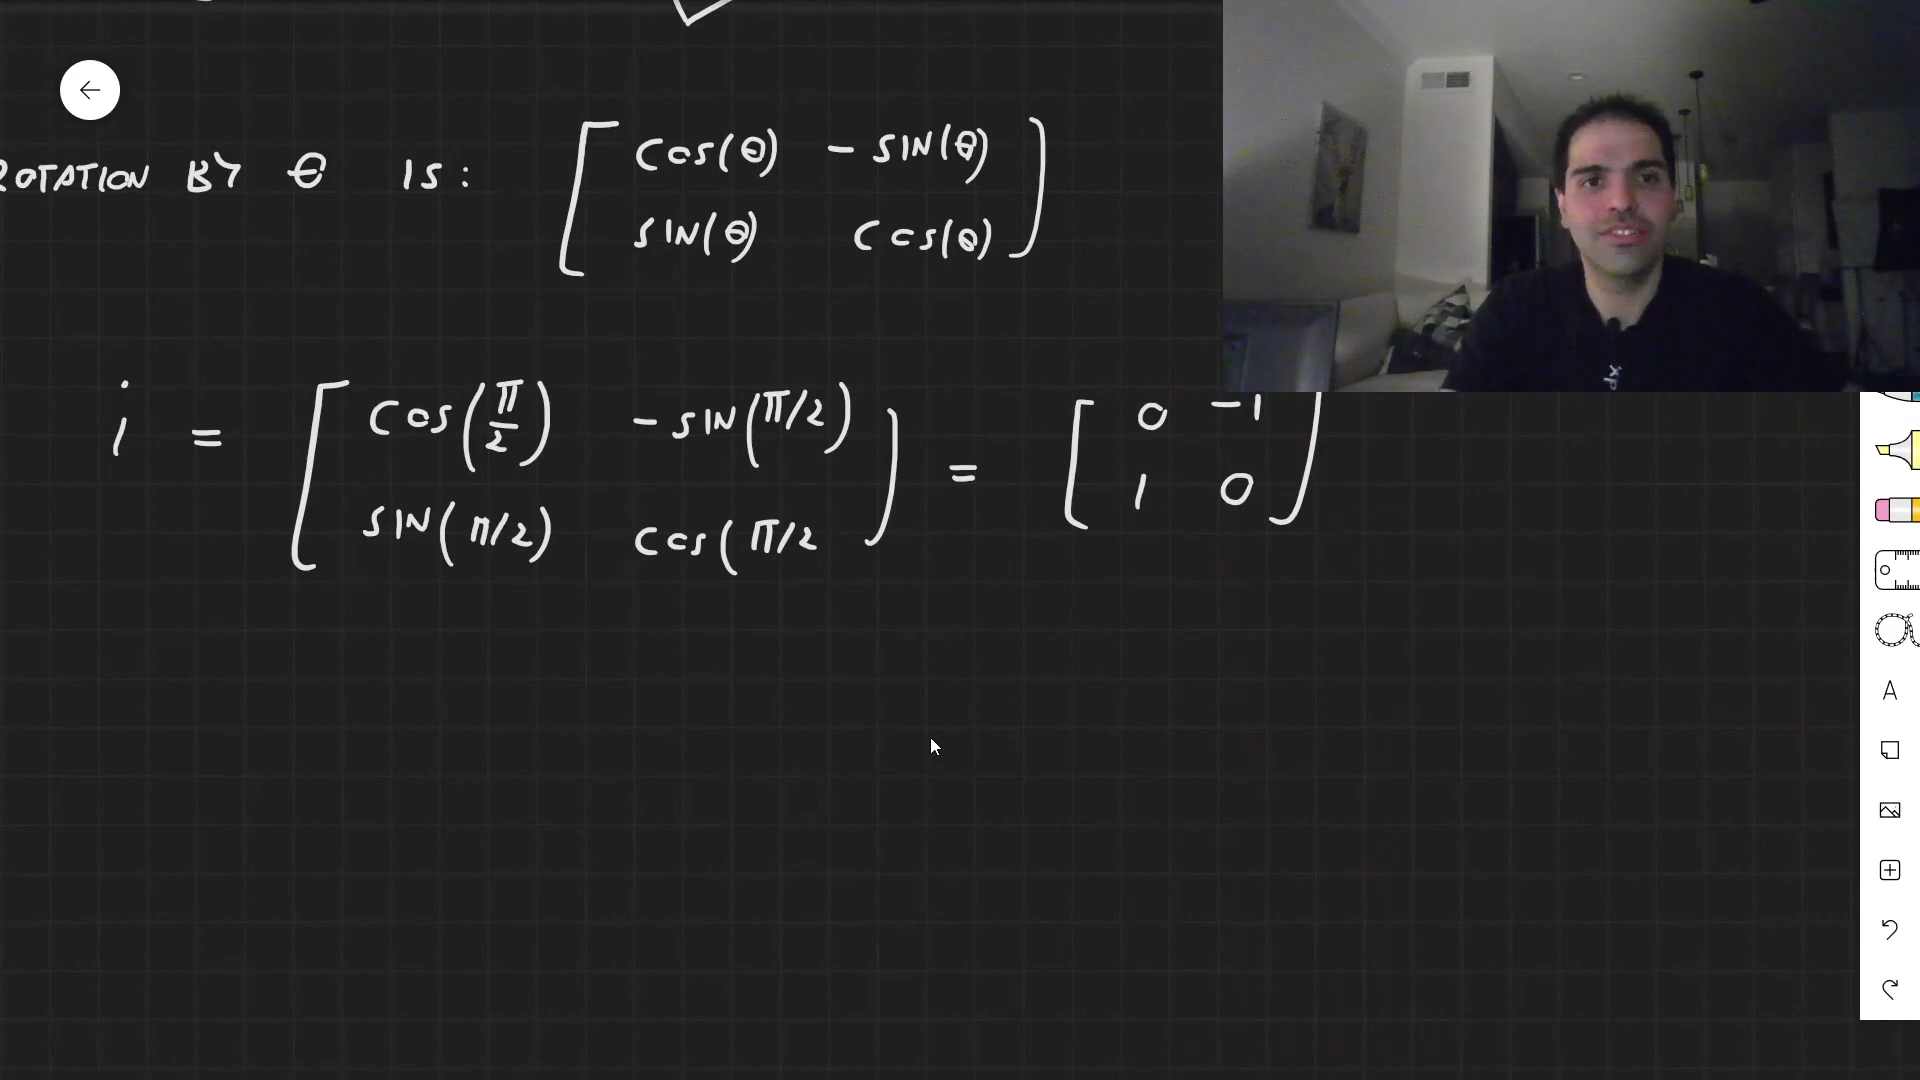 ROTATION BY θ IS: [ cos(θ) - sin(θ)
sin(θ) cos(θ) ]
i = [ cos(π/2) - sin(π/2)
sin(π/2) cos(π/2 ] = [ 0 -1
1 0 ]
A